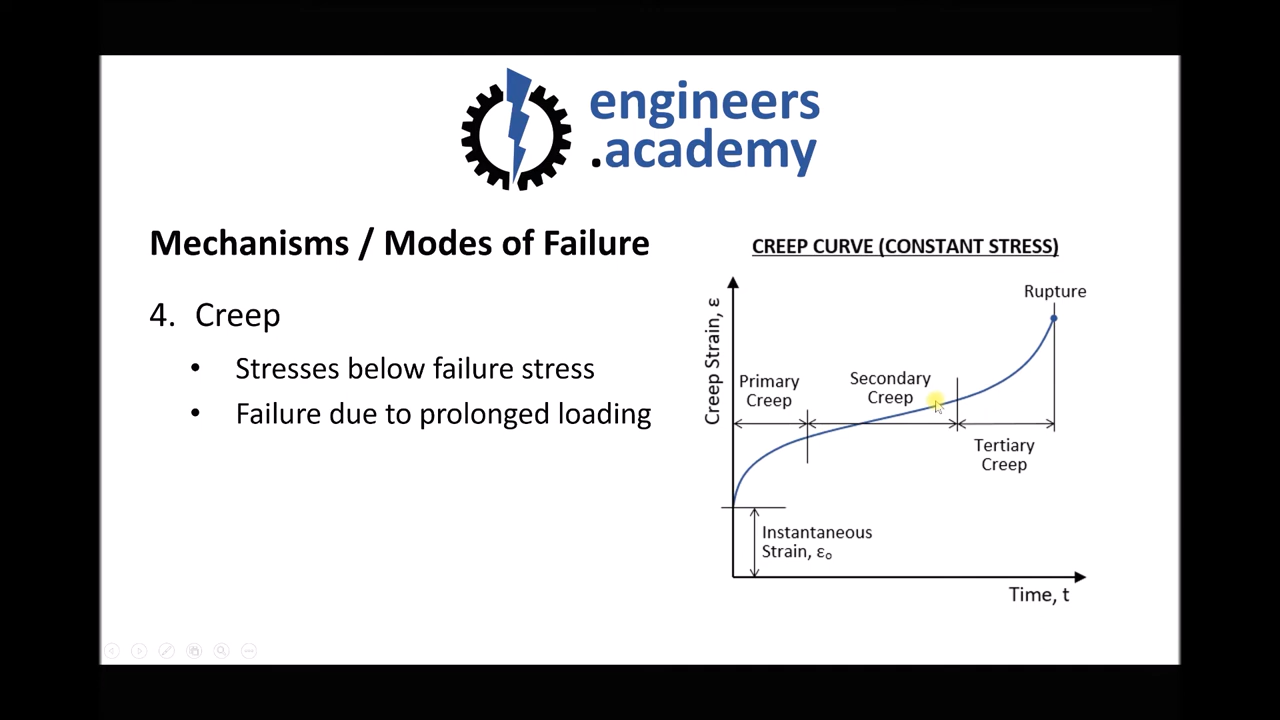 engineers
.academy
Mechanisms / Modes of Failure
4. Creep
• Stresses below failure stress
• Failure due to prolonged loading
CREEP CURVE (CONSTANT STRESS)
Creep Strain, ε
Rupture
Primary
Creep
Secondary
Creep
Tertiary
Creep
Instantaneous
Strain, ε₀
Time, t